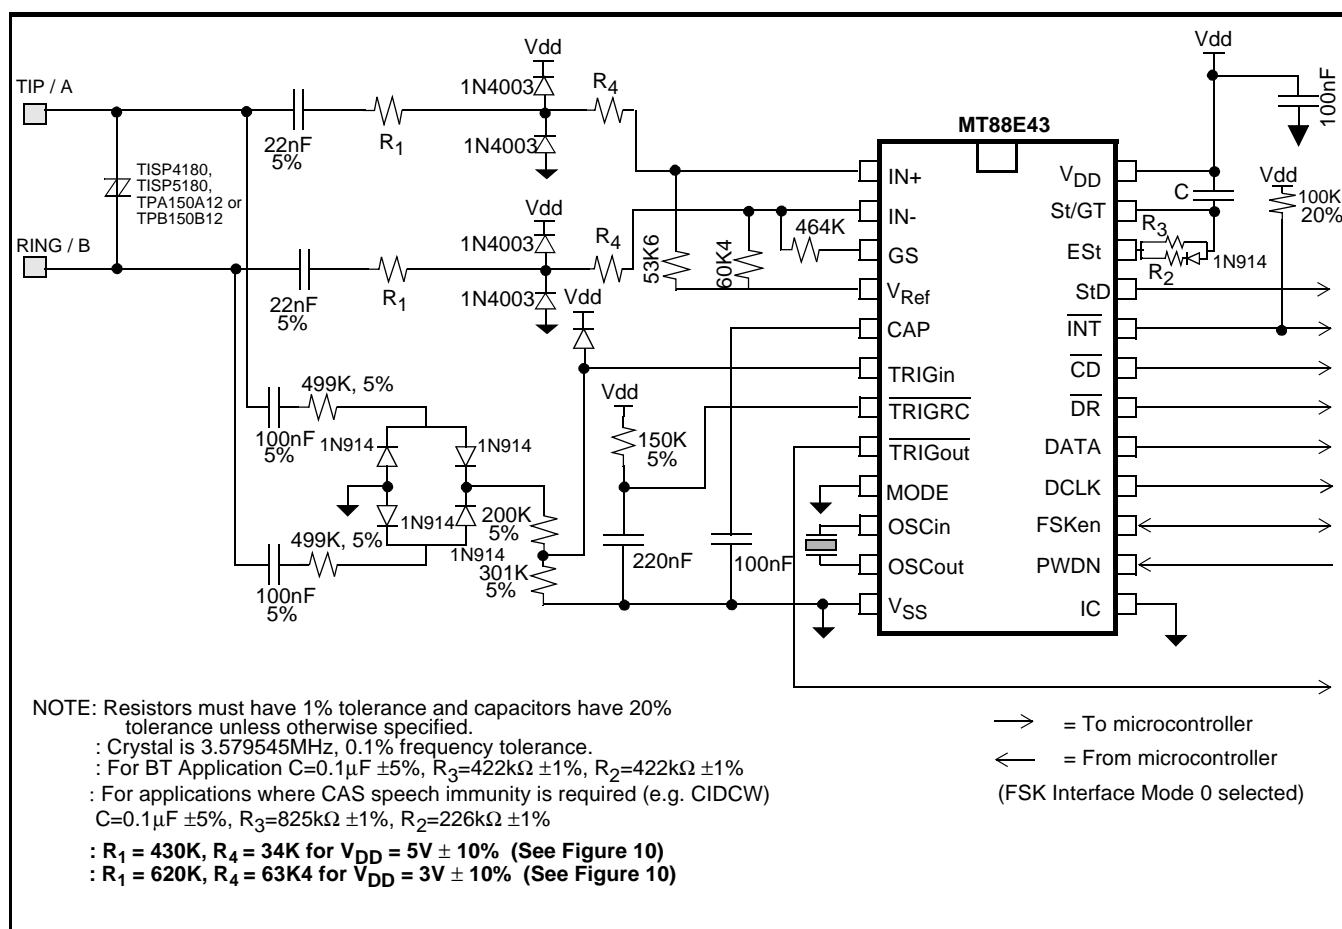 Vdd
Vdd
TIP / A
1N4003
R4
100nF
22nF
5%
R1
1N4003
MT88E43
TISP4180,
TISP5180,
TPA150A12 or
TPB150B12
IN+
VDD
Vdd
C
100K
20%
Vdd
IN-
St/GT
RING / B
1N4003
R4
464K
R3
GS
ESt
R2
1N914
53K6
60K4
22nF
5%
R1
1N4003
Vdd
VRef
StD
CAP
INT
TRIGin
CD
499K, 5%
Vdd
TRIGRC
DR
100nF
5%
1N914
1N914
150K
5%
TRIGout
DATA
MODE
DCLK
1N914
200K
5%
OSCin
FSKen
499K, 5%
1N914
220nF
100nF
OSCout
PWDN
301K
5%
100nF
5%
VSS
IC
NOTE: Resistors must have 1% tolerance and capacitors have 20%
tolerance unless otherwise specified.
: Crystal is 3.579545MHz, 0.1% frequency tolerance.
: For BT Application C=0.1μF ±5%, R3=422kΩ ±1%, R2=422kΩ ±1%
: For applications where CAS speech immunity is required (e.g. CIDCW)
C=0.1μF ±5%, R3=825kΩ ±1%, R2=226kΩ ±1%
: R1 = 430K, R4 = 34K for VDD = 5V ± 10% (See Figure 10)
: R1 = 620K, R4 = 63K4 for VDD = 3V ± 10% (See Figure 10)
= To microcontroller
= From microcontroller
(FSK Interface Mode 0 selected)